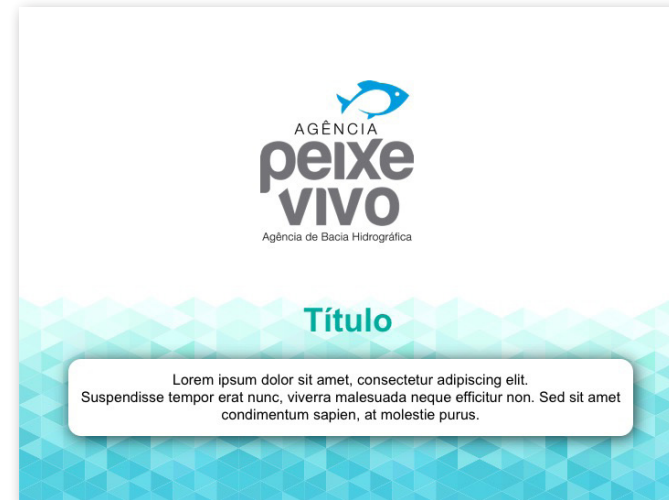 AGÊNCIA
peixe
vivo
Agência de Bacia Hidrográfica
Título
Lorem ipsum dolor sit amet, consectetur adipiscing elit.
Suspendisse tempor erat nunc, viverra malesuada neque efficitur non. Sed sit amet
condimentum sapien, at molestie purus.